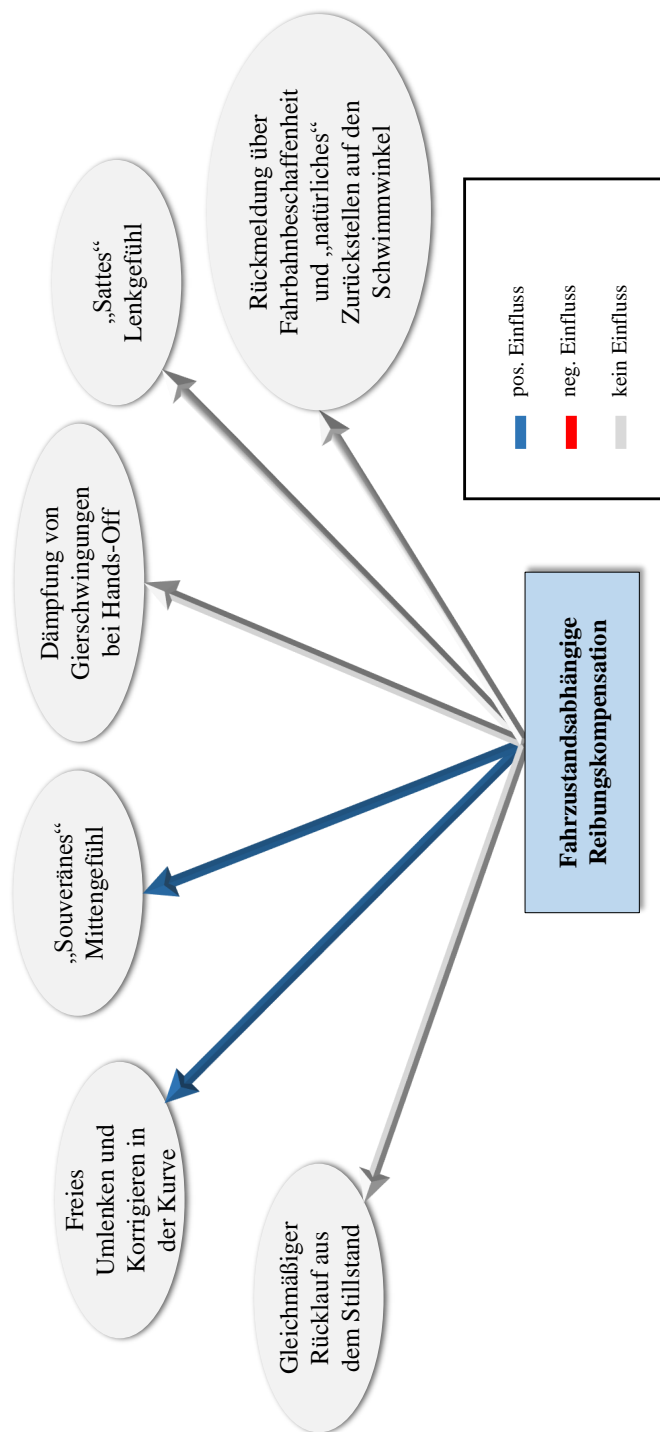 Gleichmäßiger
Rücklauf aus
dem Stillstand
Freies
Umlenken und
Korrigieren in
der Kurve
„Souveränes“
Mittengefühl
Dämpfung von
Gierschwingungen
bei Hands-Off
„Sattes“
Lenkgefühl
Rückmeldung über
Fahrbahnbeschaffenheit
und „natürliches“
Zurückstellen auf den
Schwimmwinkel
Fahrzustandsabhängige
Reibungskompensation
pos. Einfluss
neg. Einfluss
kein Einfluss